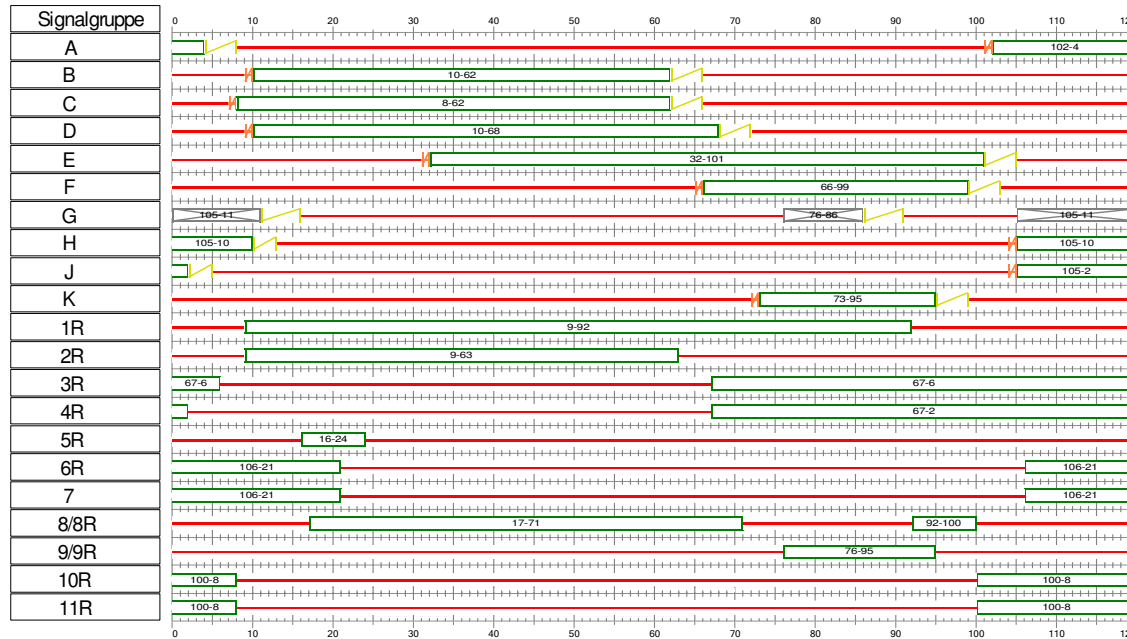 Signalgruppe 0 10 20 30 40 50 60 70 80 90 100 110 12
A 102-4
B 10-62
C 8-62
D 10-68
E 32-101
F 66-99
G 105-11 76-86 105-11
H 105-10 105-10
J 105-2
K 73-95
1R 9-92
2R 9-63
3R 67-6 67-6
4R 67-2
5R 16-24
6R 106-21 106-21
7 106-21 106-21
8/8R 17-71 92-100
9/9R 76-95
10R 100-8 100-8
11R 100-8 100-8
0 10 20 30 40 50 60 70 80 90 100 110 12